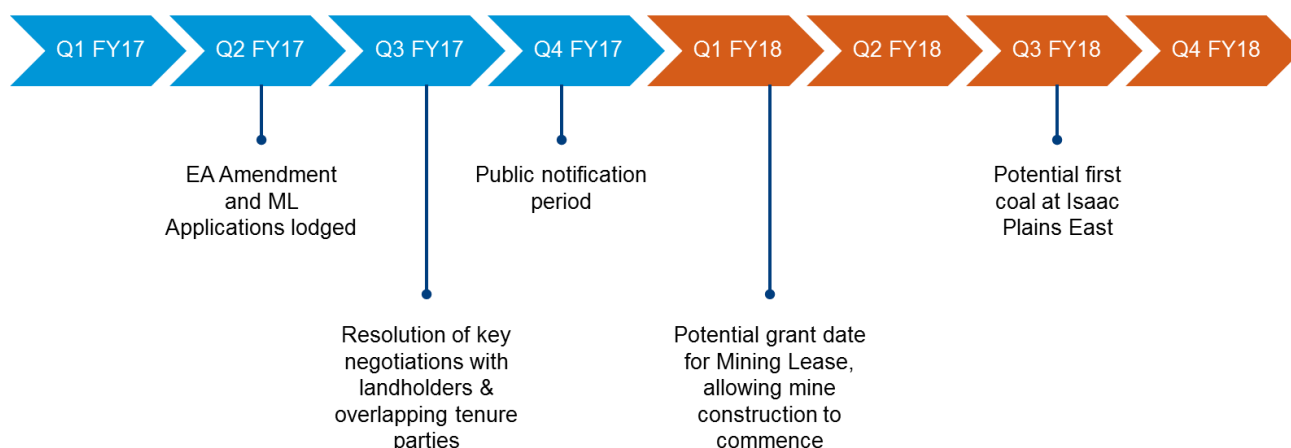 Q1 FY17
Q2 FY17
Q3 FY17
Q4 FY17
Q1 FY18
Q2 FY18
Q3 FY18
Q4 FY18
EA Amendment
and ML
Applications lodged
Public notification
period
Potential first
coal at Isaac
Plains East
Resolution of key
negotiations with
landholders &
overlapping tenure
parties
Potential grant date
for Mining Lease,
allowing mine
construction to
commence